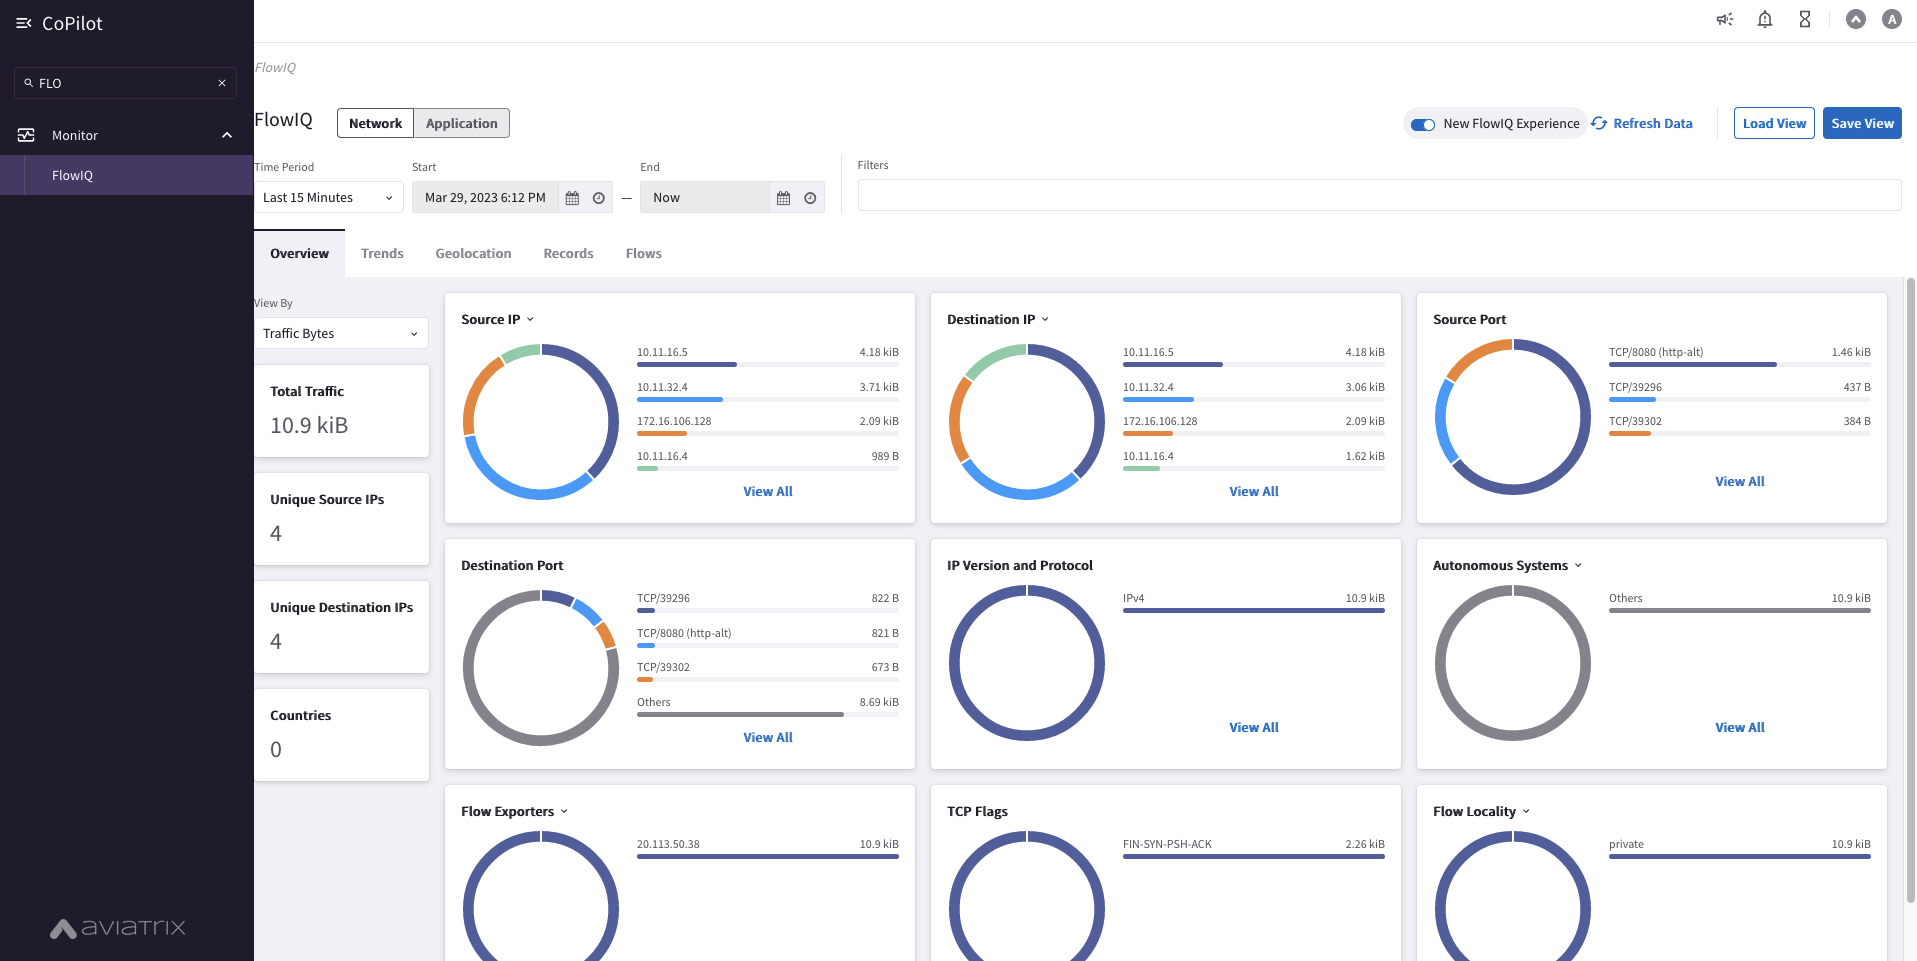 CoPilot
FLO
Monitor
FlowIQ
aviatrix
A
FlowIQ
FlowIQ
Network
Application
New FlowIQ Experience
Refresh Data
Load View
Save View
Time Period
Start
End
Filters
Last 15 Minutes
Mar 29, 2023 6:12 PM
—
Now
Overview
Trends
Geolocation
Records
Flows
View By
Traffic Bytes
Total Traffic
10.9 kiB
Unique Source IPs
4
Unique Destination IPs
4
Countries
0
Source IP
10.11.16.5 4.18 kiB
10.11.32.4 3.71 kiB
172.16.106.128 2.09 kiB
10.11.16.4 989 B
View All
Destination IP
10.11.16.5 4.18 kiB
10.11.32.4 3.06 kiB
172.16.106.128 2.09 kiB
10.11.16.4 1.62 kiB
View All
Source Port
TCP/8080 (http-alt) 1.46 kiB
TCP/39296 437 B
TCP/39302 384 B
View All
Destination Port
TCP/39296 822 B
TCP/8080 (http-alt) 821 B
TCP/39302 673 B
Others 8.69 kiB
View All
IP Version and Protocol
IPv4 10.9 kiB
View All
Autonomous Systems
Others 10.9 kiB
View All
Flow Exporters
20.113.50.38 10.9 kiB
TCP Flags
FIN-SYN-PSH-ACK 2.26 kiB
Flow Locality
private 10.9 kiB